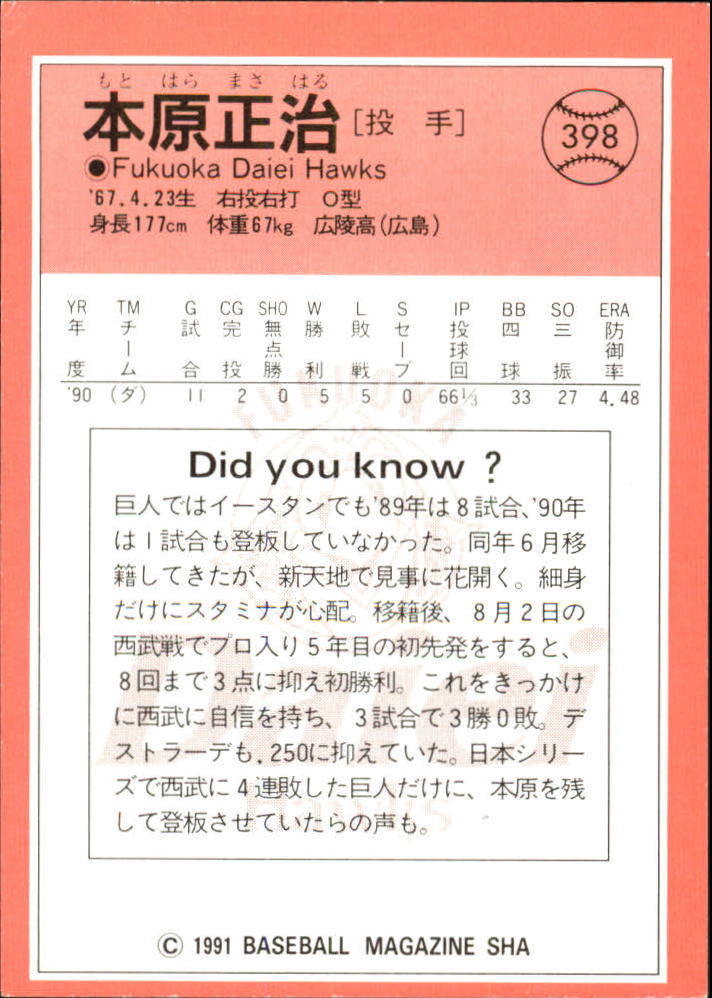 もと はら まさ はる
本原正治[投 手]
398
●Fukuoka Daiei Hawks
'67.4.23生 右投右打 O型
身長177cm 体重67kg 広陵高(広島)
YR TM G CG SHO W L S IP BB SO ERA
年度 チーム 試合 完投 無点勝 勝利 敗戦 セーブ 投球回 四球 三振 防御率
'90 (ダ) 11 2 0 5 5 0 66⅓ 33 27 4.48
FUKUOKA
Did you know ?
巨人ではイースタンでも'89年は8試合、'90年
は1試合も登板していなかった。同年6月移
籍してきたが、新天地で見事に花開く。細身
だけにスタミナが心配。移籍後、8月2日の
西武戦でプロ入り5年目の初先発をすると、
8回まで3点に抑え初勝利。これをきっかけ
に西武に自信を持ち、3試合で3勝0敗。デ
ストラーデも.250に抑えていた。日本シリー
ズで西武に4連敗した巨人だけに、本原を残
して登板させていたらの声も。
Daiei
Hawks
© 1991 BASEBALL MAGAZINE SHA